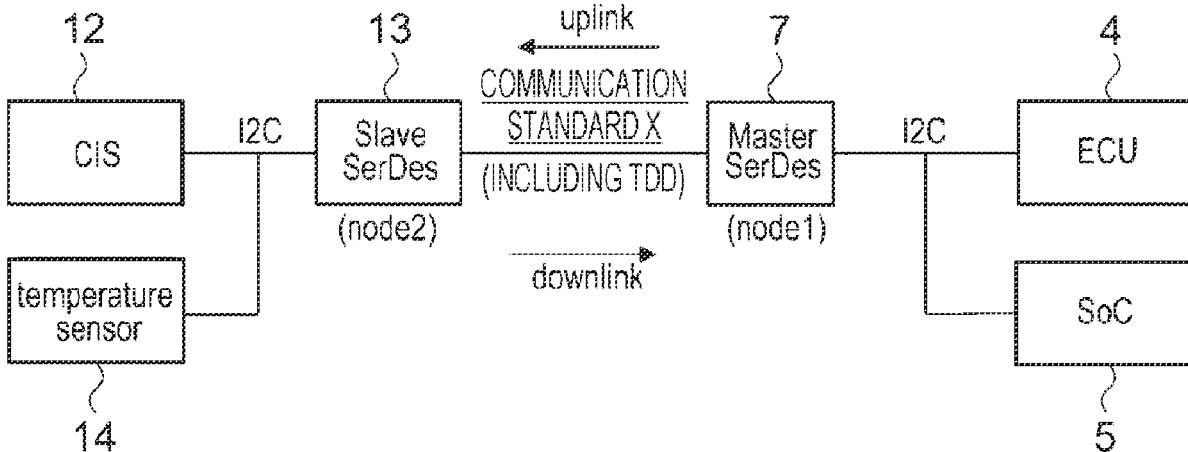 12
13
uplink
7
4
CIS
I2C
Slave
SerDes
(node2)
COMMUNICATION
STANDARD X
(INCLUDING TDD)
downlink
Master
SerDes
(node1)
I2C
ECU
temperature
sensor
14
SoC
5